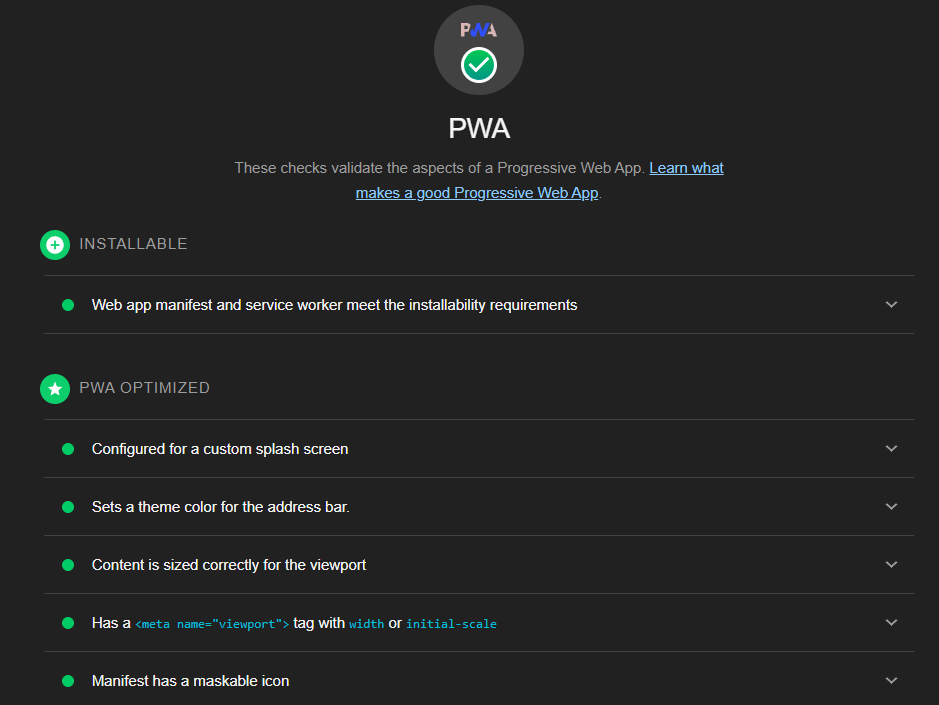 PWA
PWA
These checks validate the aspects of a Progressive Web App. Learn what
makes a good Progressive Web App.
INSTALLABLE
Web app manifest and service worker meet the installability requirements
PWA OPTIMIZED
Configured for a custom splash screen
Sets a theme color for the address bar.
Content is sized correctly for the viewport
Has a <meta name="viewport"> tag with width or initial-scale
Manifest has a maskable icon